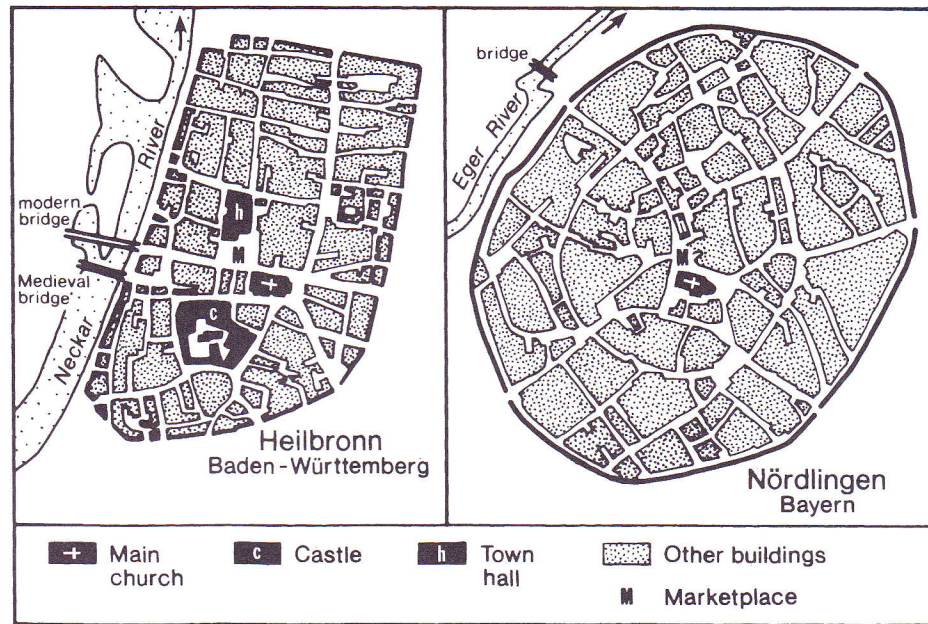 modern
bridge
Medieval
bridge
Neckar
River
h
M
c
Heilbronn
Baden-Württemberg
bridge
Eger River
M
Nördlingen
Bayern
Main
church
c Castle
h Town
hall
Other buildings
M Marketplace